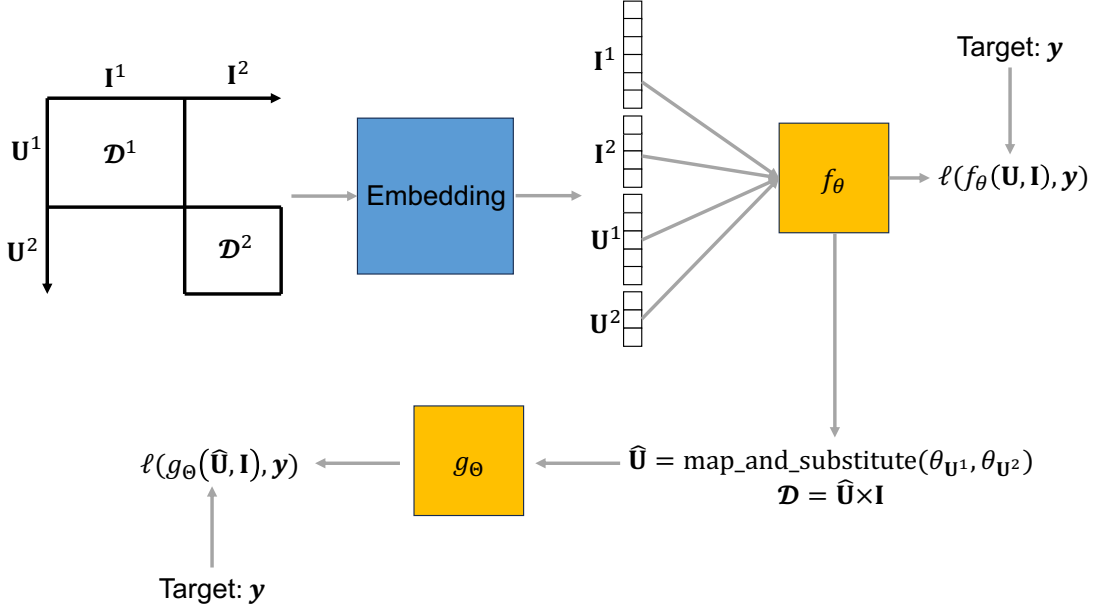 𝐈¹
𝐈²
𝐔¹
𝓓¹
𝐔²
𝓓²
Embedding
𝐈¹
𝐈²
𝐔¹
𝐔²
f_θ
Target: 𝒚
ℓ(f_θ(𝐔, 𝐈), 𝒚)
𝐔̂ = map_and_substitute(θ_𝐔¹, θ_𝐔²)
𝓓 = 𝐔̂×𝐈
g_Θ
ℓ(g_Θ(𝐔̂, 𝐈), 𝒚)
Target: 𝒚